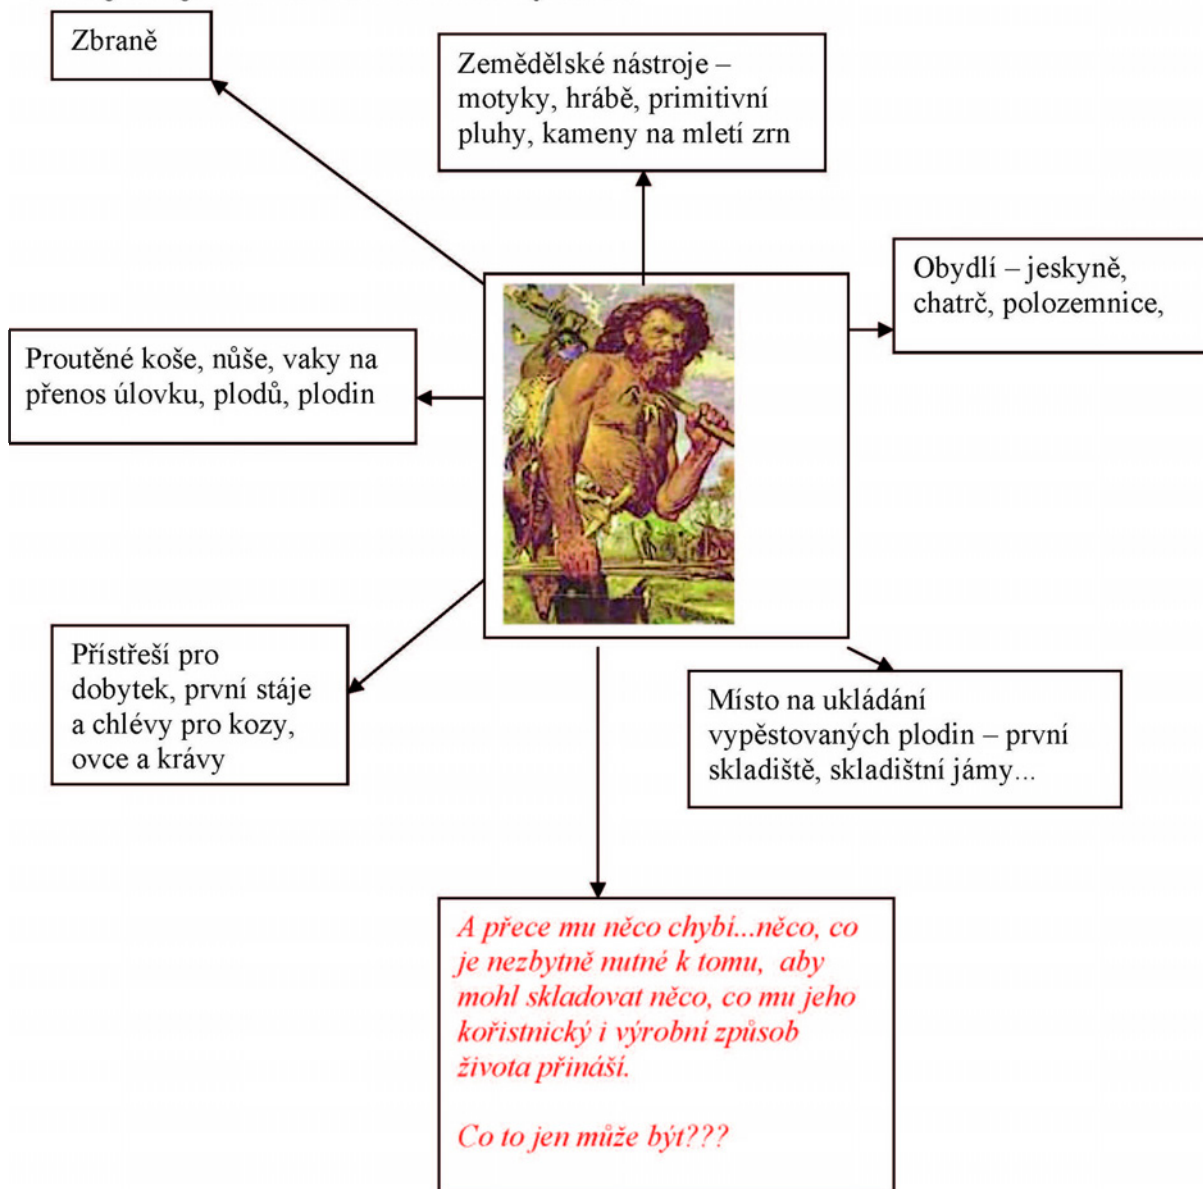 Zbraně
Zemědělské nástroje –
motyky, hrábě, primitivní
pluhy, kameny na mletí zrn
Obydlí – jeskyně,
chatrč, polozemnice,
Proutěné koše, nůše, vaky na
přenos úlovku, plodů, plodin
Přístřeší pro
dobytek, první stáje
a chlévy pro kozy,
ovce a krávy
Místo na ukládání
vypěstovaných plodin – první
skladiště, skladištní jámy...
A přece mu něco chybí...něco, co
je nezbytně nutné k tomu, aby
mohl skladovat něco, co mu jeho
kořistnický i výrobní způsob
života přináší.
Co to jen může být???